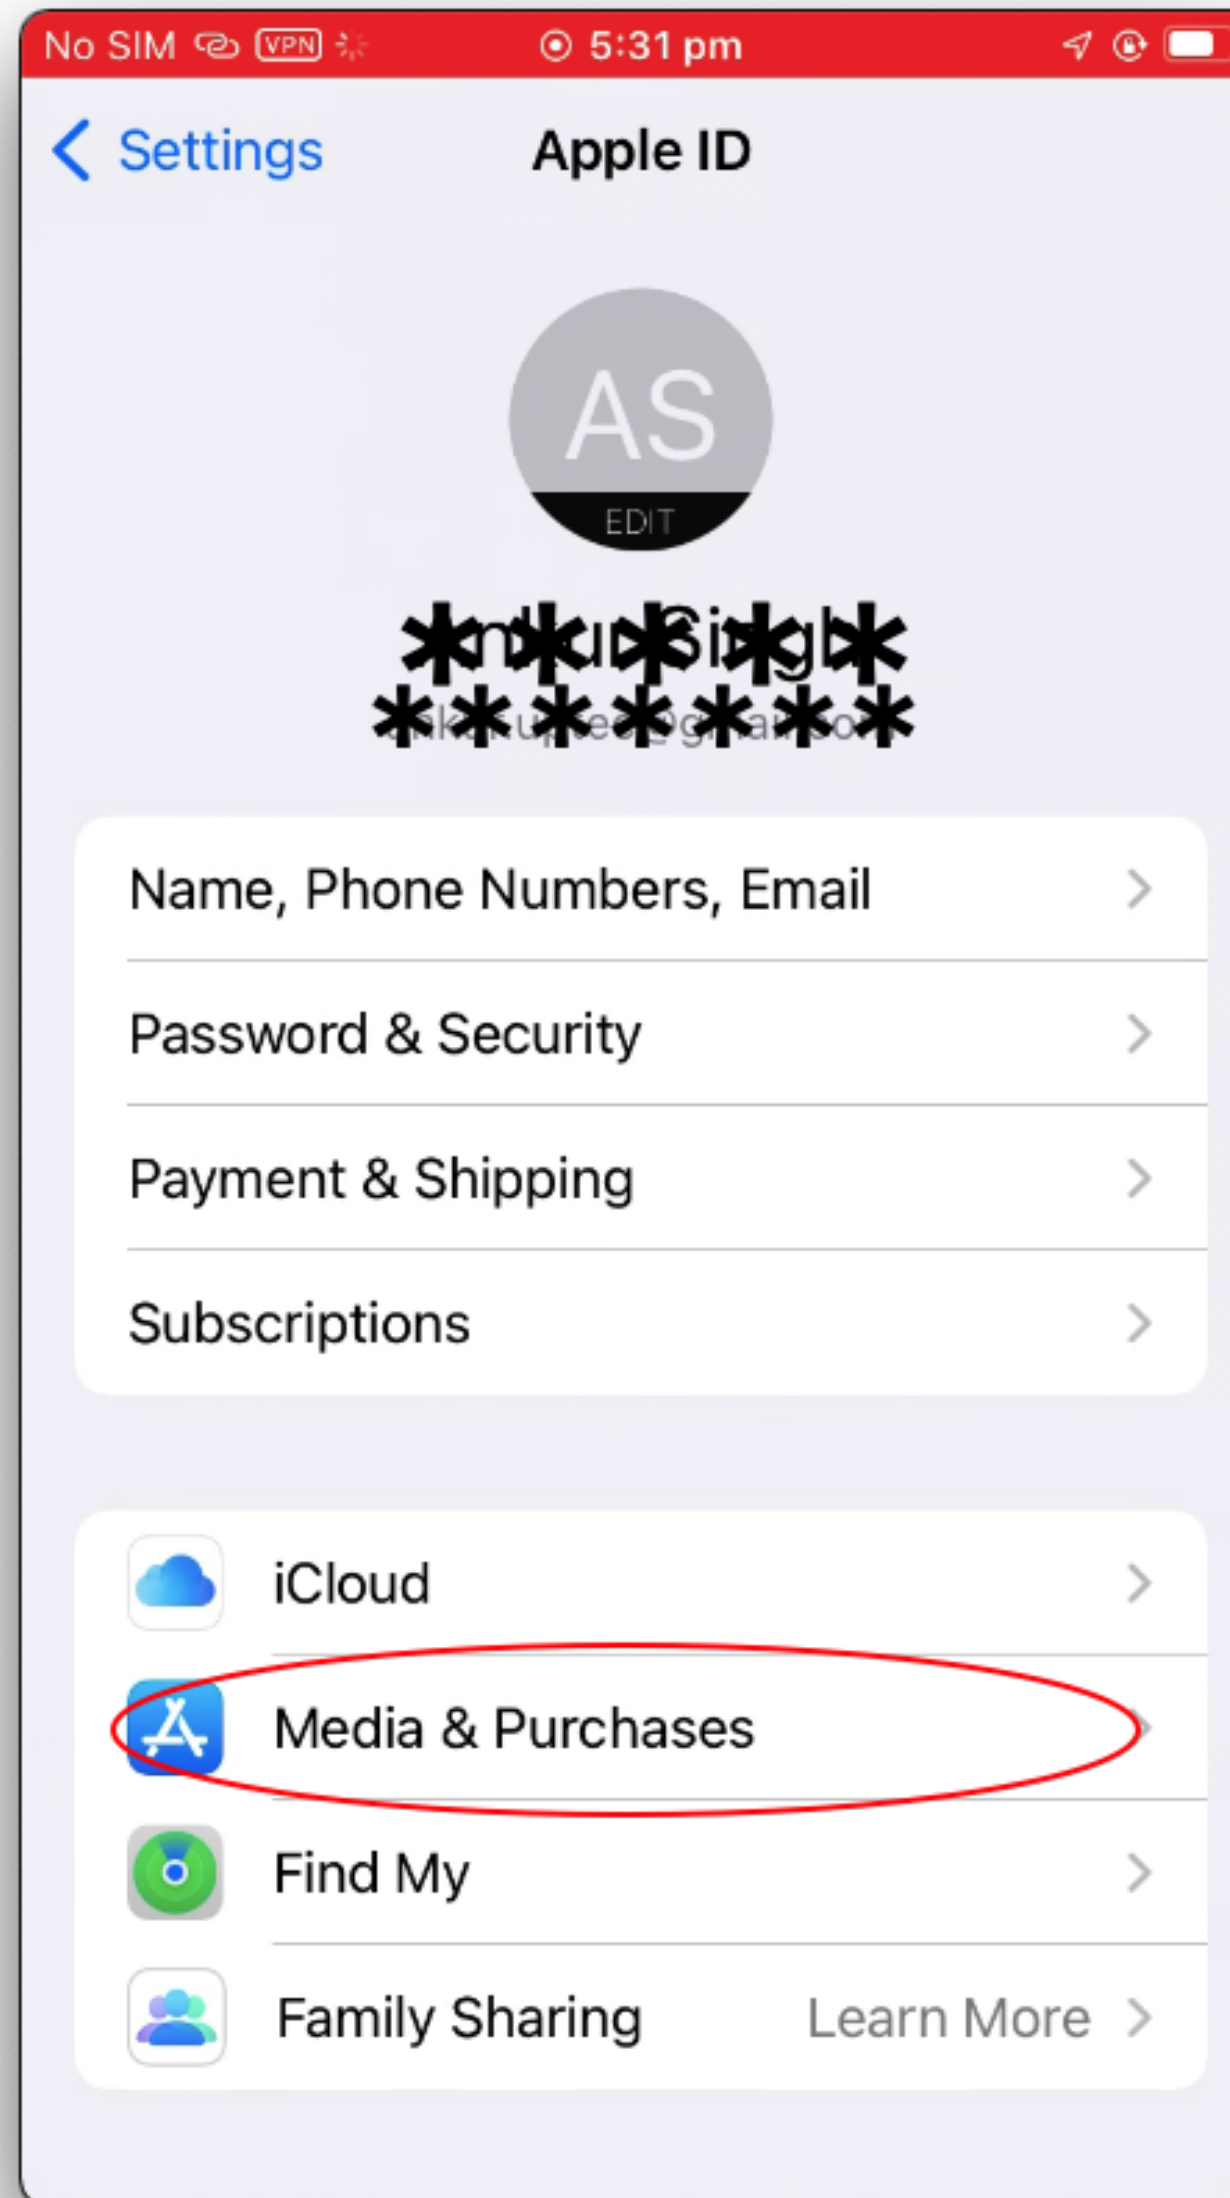 No SIM VPN 5:31 pm
Settings Apple ID
AS
EDIT
Name, Phone Numbers, Email
Password & Security
Payment & Shipping
Subscriptions
iCloud
Media & Purchases
Find My
Family Sharing Learn More